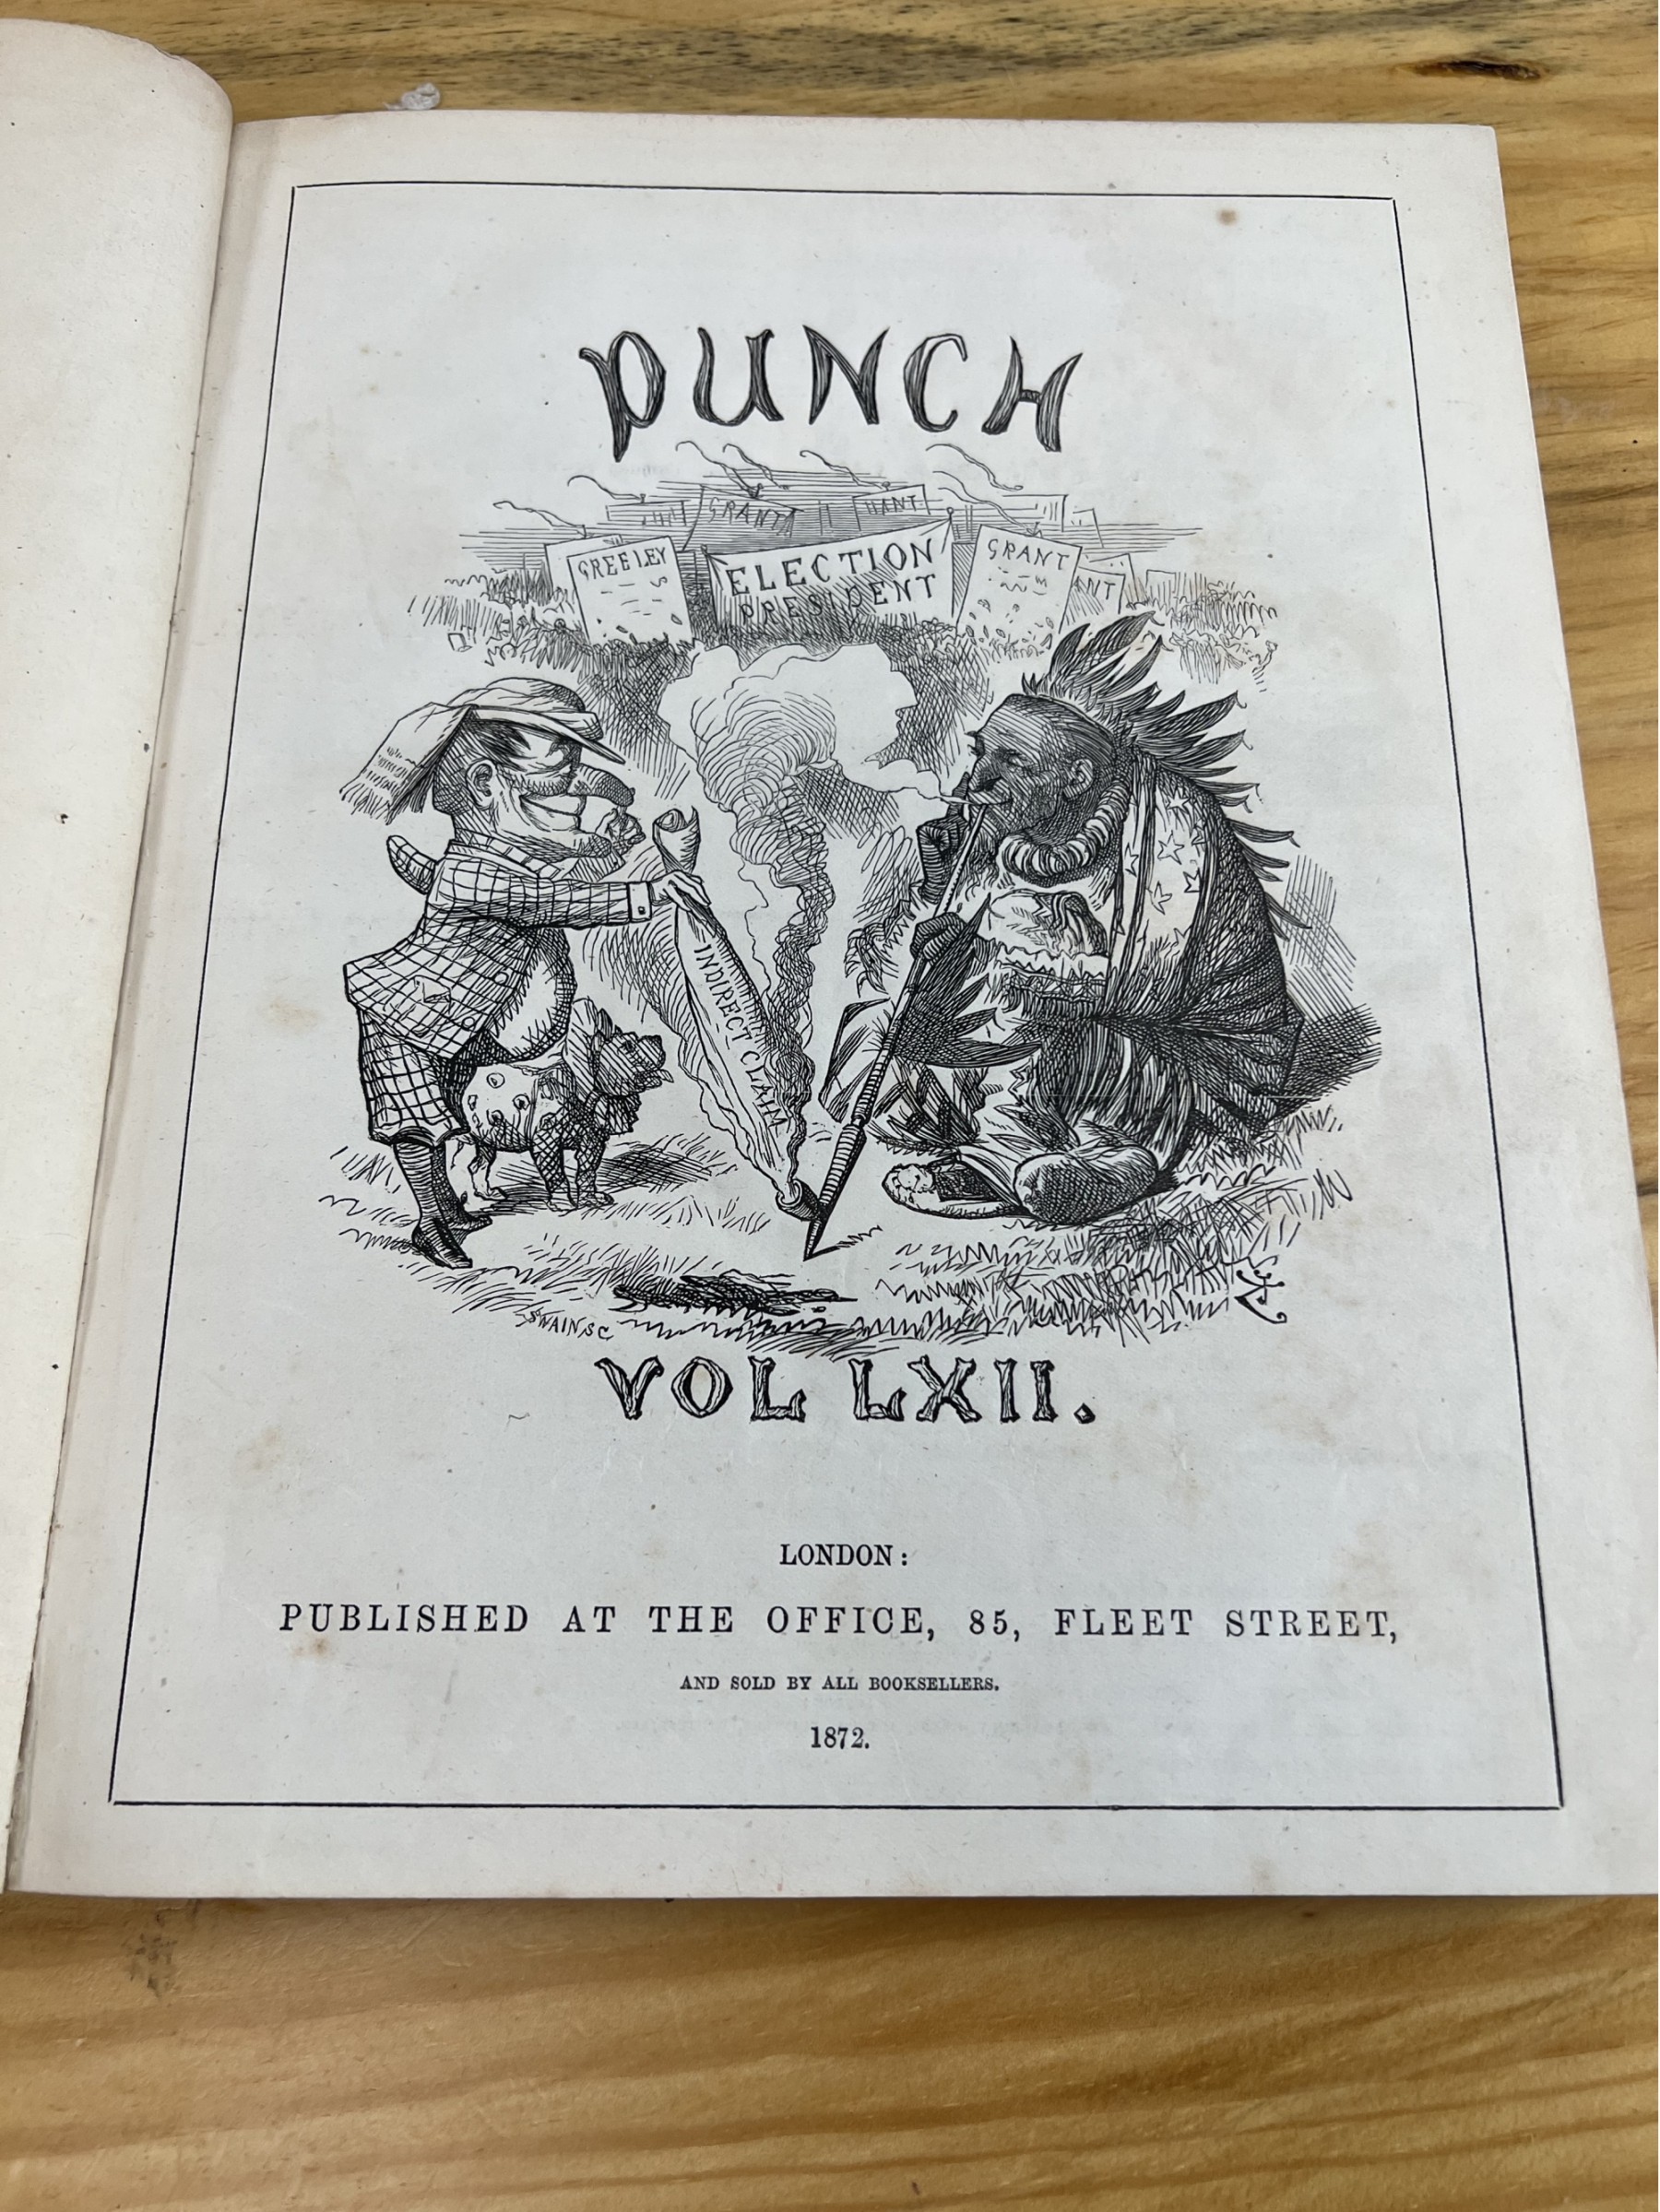 PUNCH
GRANT
GREELEY
ELECTION
PRESIDENT
GRANT
ANT
INDIRECT CLAIM
SWAIN SC
VOL LXII.
LONDON:
PUBLISHED AT THE OFFICE, 85, FLEET STREET,
AND SOLD BY ALL BOOKSELLERS.
1872.